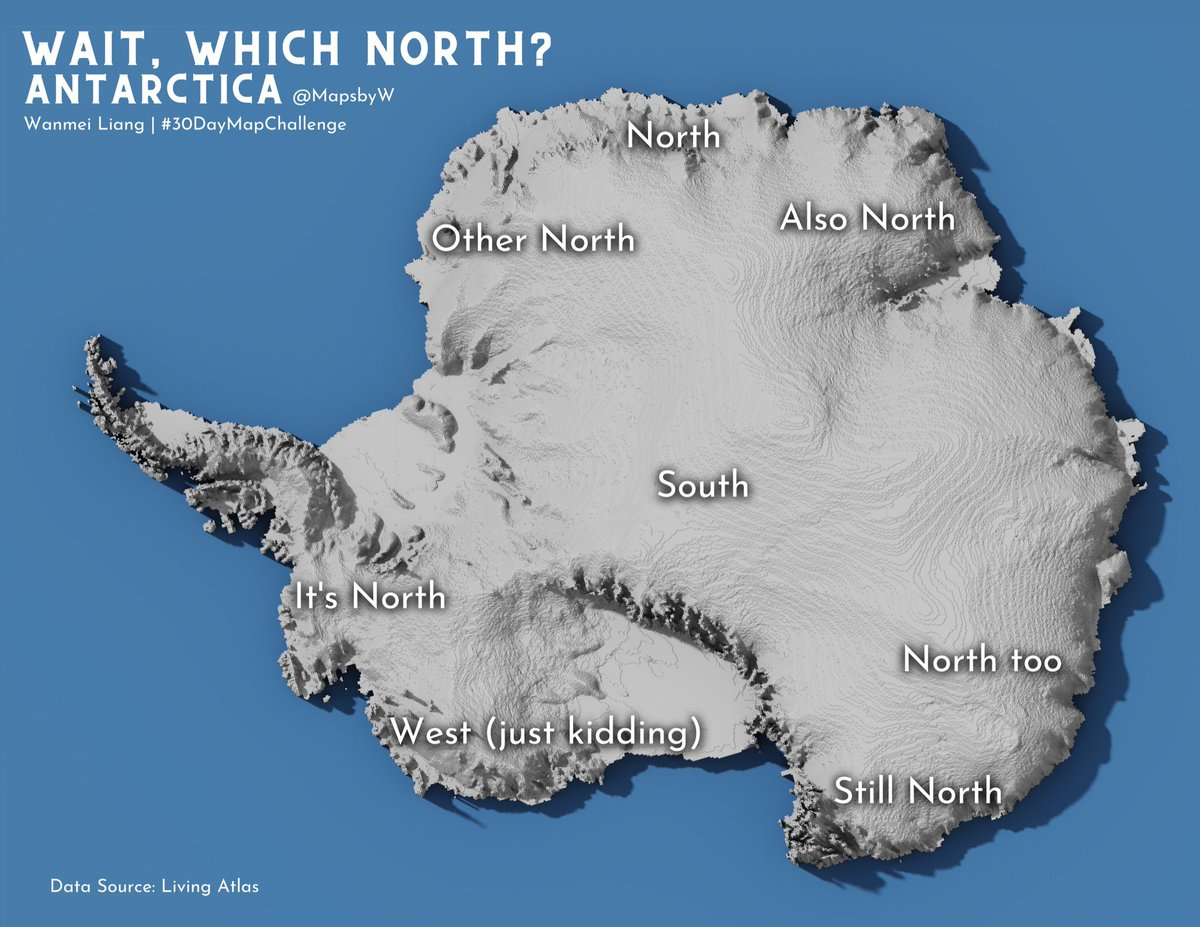 WAIT, WHICH NORTH?
ANTARCTICA @MapsbyW
Wanmei Liang | #30DayMapChallenge
North
Also North
Other North
South
It's North
North too
West (just kidding)
Still North
Data Source: Living Atlas